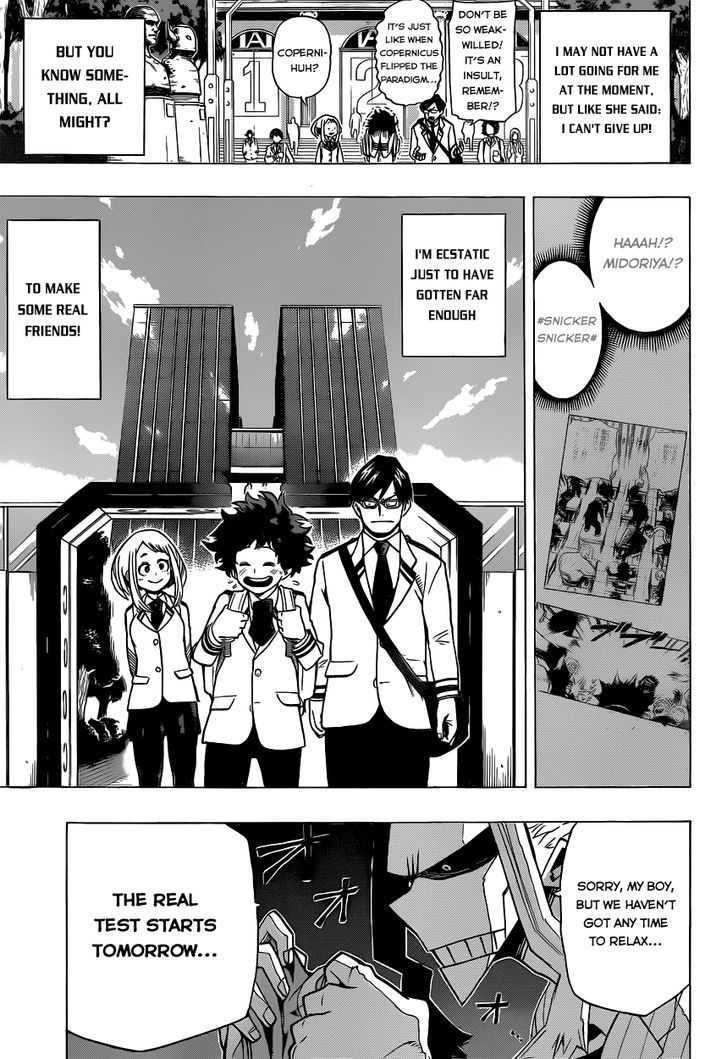 I MAY NOT HAVE A
LOT GOING FOR ME
AT THE MOMENT,
BUT LIKE SHE SAID:
I CAN'T GIVE UP!
DON'T BE
SO WEAK-
WILLED!
IT'S AN
INSULT,
REMEM-
BER!?
IT'S JUST
LIKE WHEN
COPERNICUS
FLIPPED THE
PARADIGM...
COPERNI-
HUH?
1
2
BUT YOU
KNOW SOME-
THING, ALL
MIGHT?
HAAAH!?
MIDORIYA!?
#SNICKER
SNICKER#
I'M ECSTATIC
JUST TO HAVE
GOTTEN FAR
ENOUGH
TO MAKE
SOME REAL
FRIENDS!
SORRY, MY BOY,
BUT WE HAVEN'T
GOT ANY TIME
TO RELAX...
THE REAL
TEST STARTS
TOMORROW...